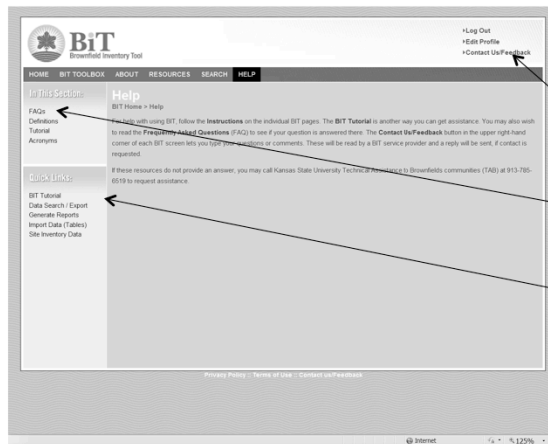 BiT
Brownfield Inventory Tool
Log Out
Edit Profile
Contact Us/Feedback
HOME BIT TOOLBOX ABOUT RESOURCES SEARCH HELP
In This Section:
FAQs
Definitions
Tutorial
Acronyms
Quick Links:
BIT Tutorial
Data Search / Export
Generate Reports
Import Data (Tables)
Site Inventory Data
Help
BIT Home > Help
For help with using BIT, follow the Instructions on the individual BIT pages. The BIT Tutorial is another way you can get assistance. You may also wish
to read the Frequently Asked Questions (FAQ) to see if your question is answered there. The Contact Us/Feedback button in the upper right-hand
corner of each BIT screen lets you type your questions or comments. These will be read by a BIT service provider and a reply will be sent, if contact is
requested.
If these resources do not provide an answer, you may call Kansas State University Technical Assistance to Brownfields communities (TAB) at 913-785-
6519 to request assistance.
Privacy Policy :: Terms of Use :: Contact Us/Feedback
Internet
125%